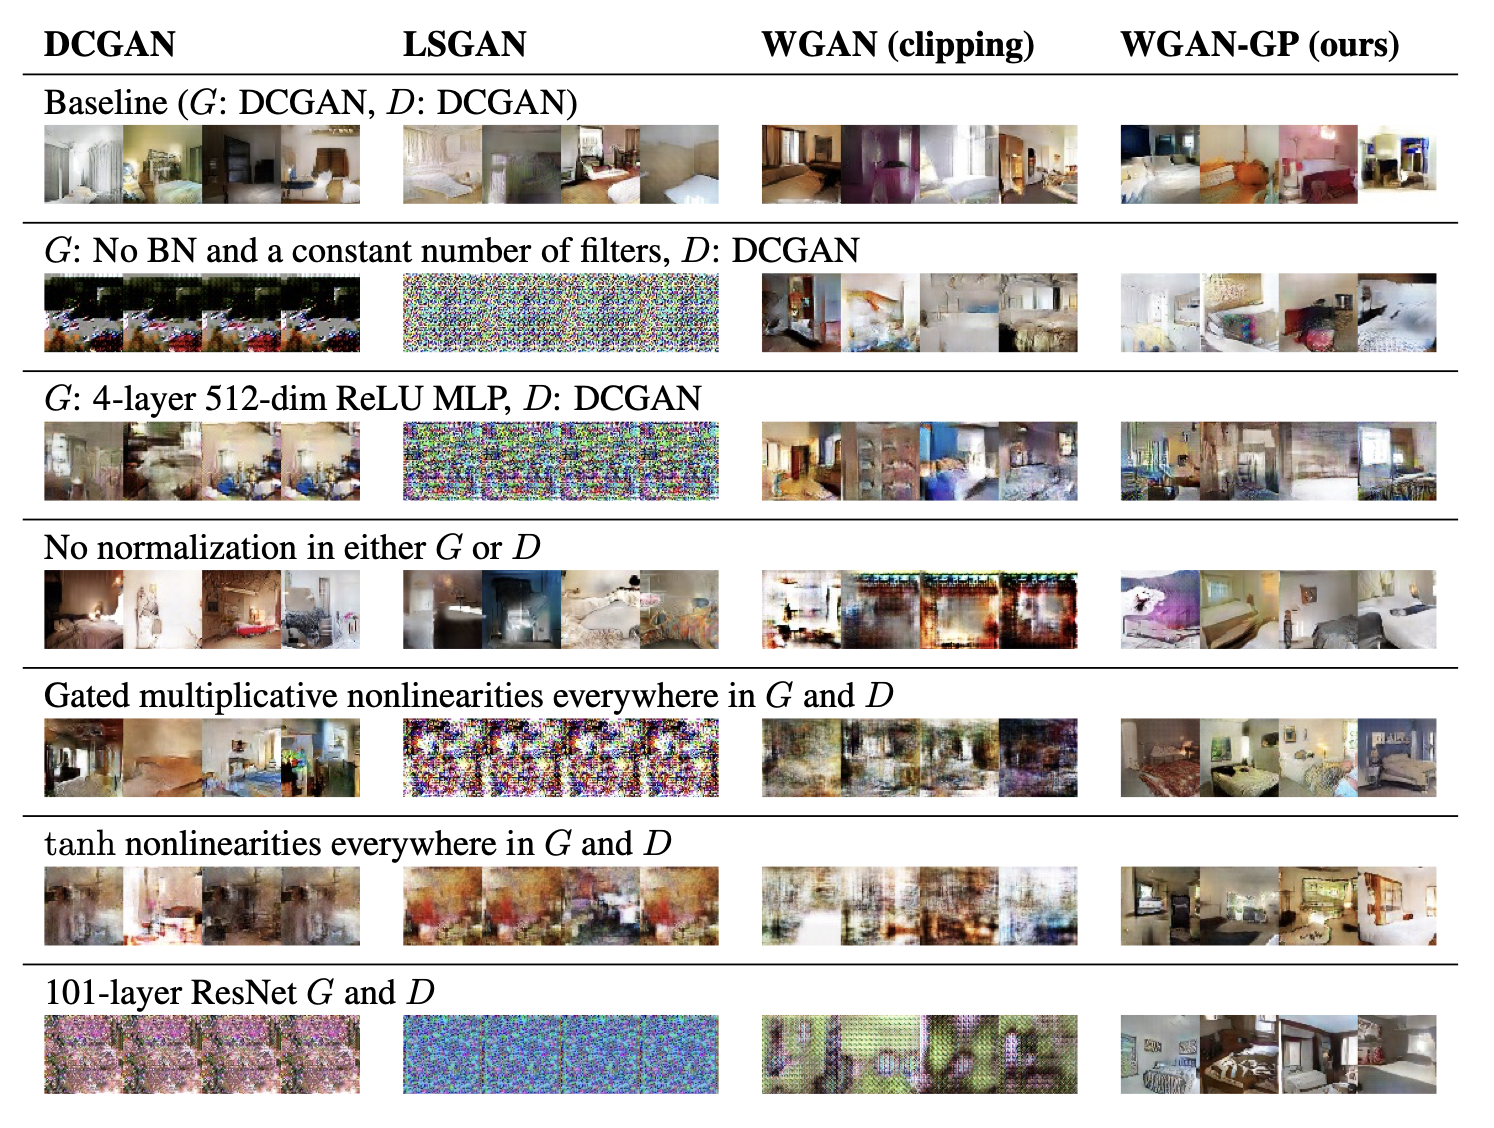 DCGAN LSGAN WGAN (clipping) WGAN-GP (ours)
Baseline (G: DCGAN, D: DCGAN)
G: No BN and a constant number of filters, D: DCGAN
G: 4-layer 512-dim ReLU MLP, D: DCGAN
No normalization in either G or D
Gated multiplicative nonlinearities everywhere in G and D
tanh nonlinearities everywhere in G and D
101-layer ResNet G and D